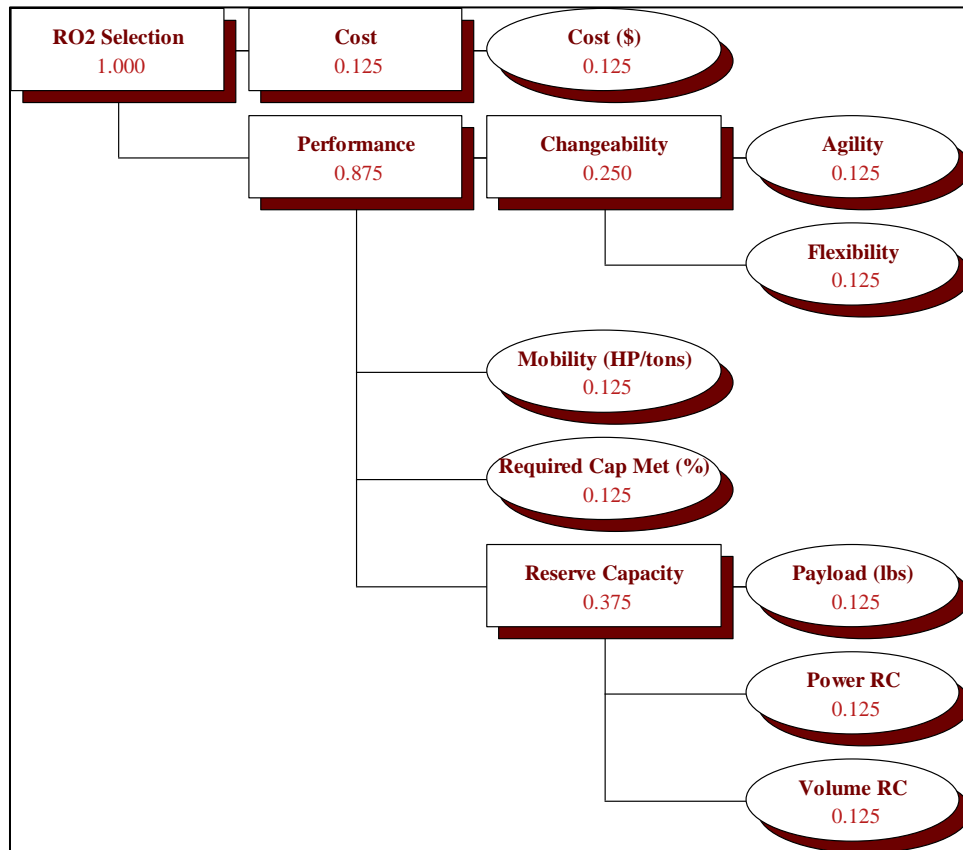 RO2 Selection
1.000
Cost
0.125
Cost ($)
0.125
Performance
0.875
Changeability
0.250
Agility
0.125
Flexibility
0.125
Mobility (HP/tons)
0.125
Required Cap Met (%)
0.125
Reserve Capacity
0.375
Payload (lbs)
0.125
Power RC
0.125
Volume RC
0.125